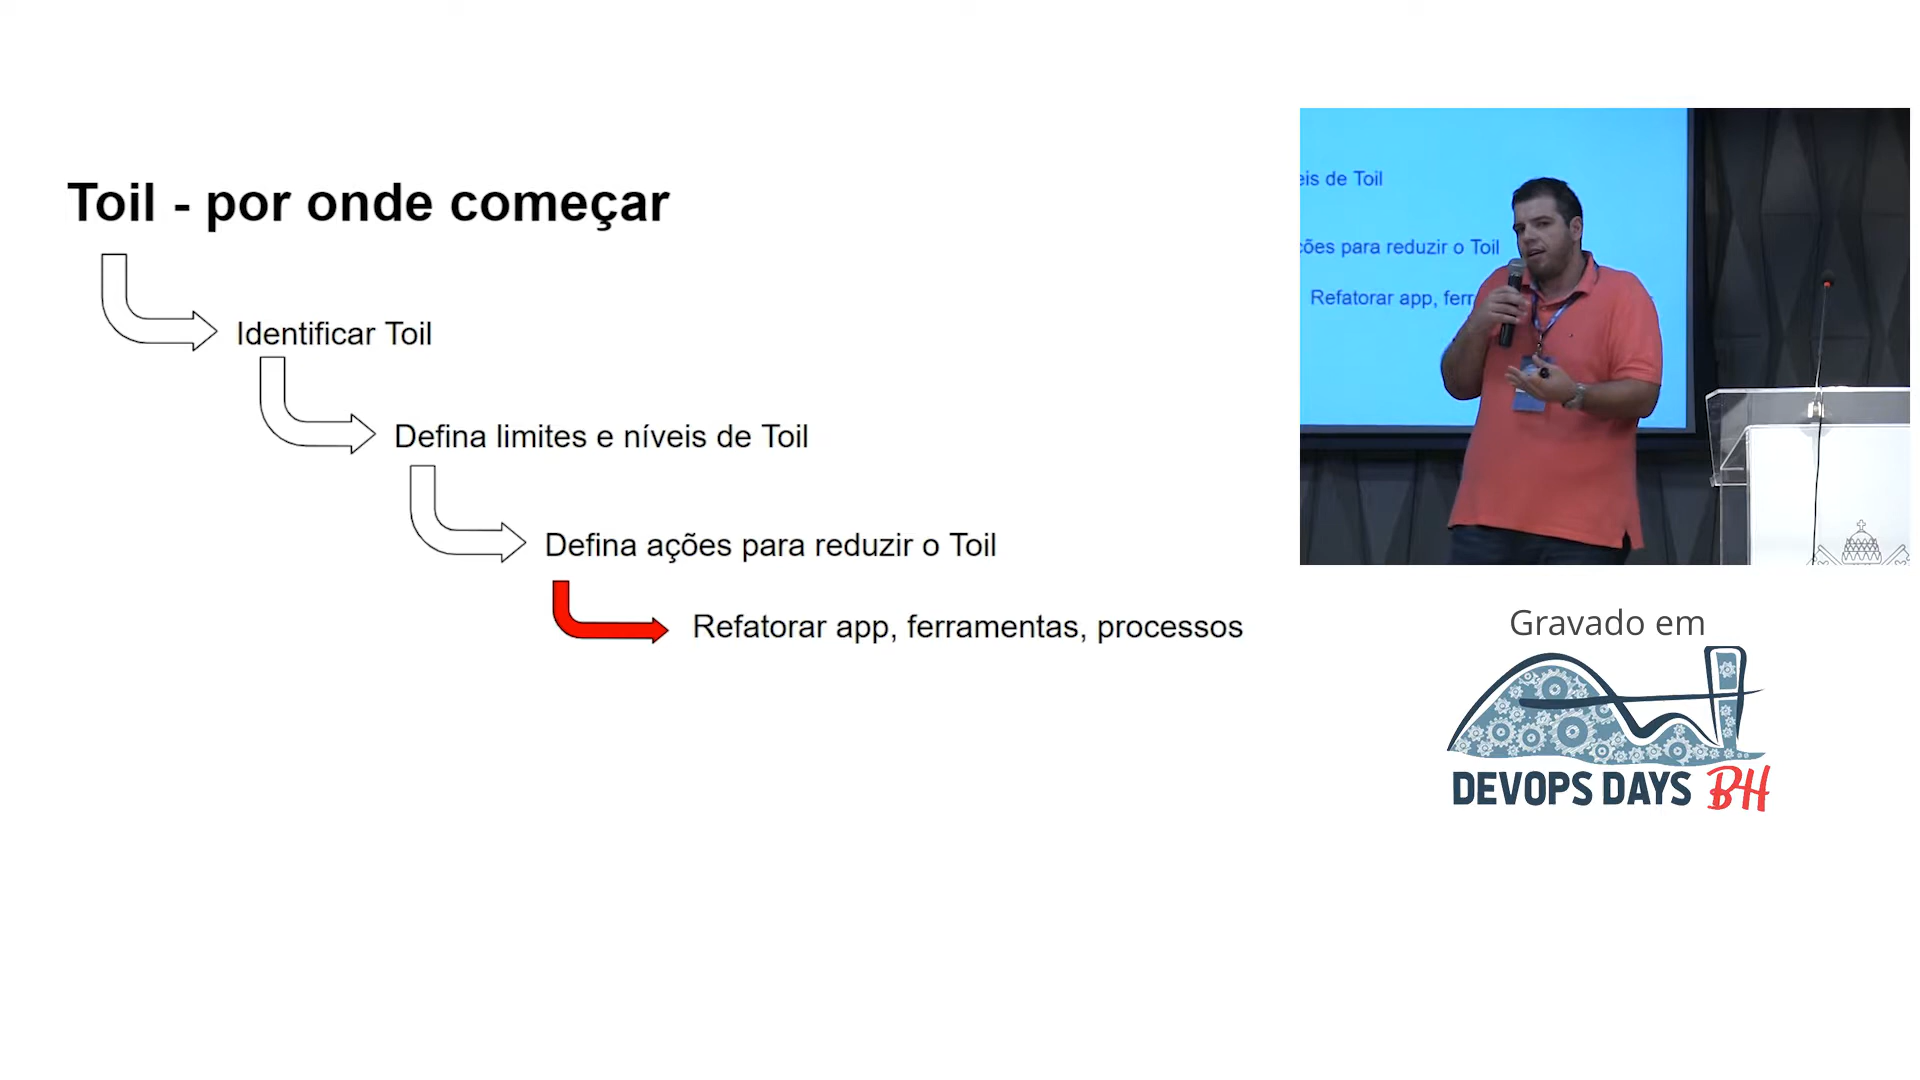 Toil - por onde começar
Identificar Toil
Defina limites e níveis de Toil
Defina ações para reduzir o Toil
Refatorar app, ferramentas, processos
eis de Toil
ções para reduzir o Toil
Refatorar app, ferr
Gravado em
DEVOPS DAYS BH